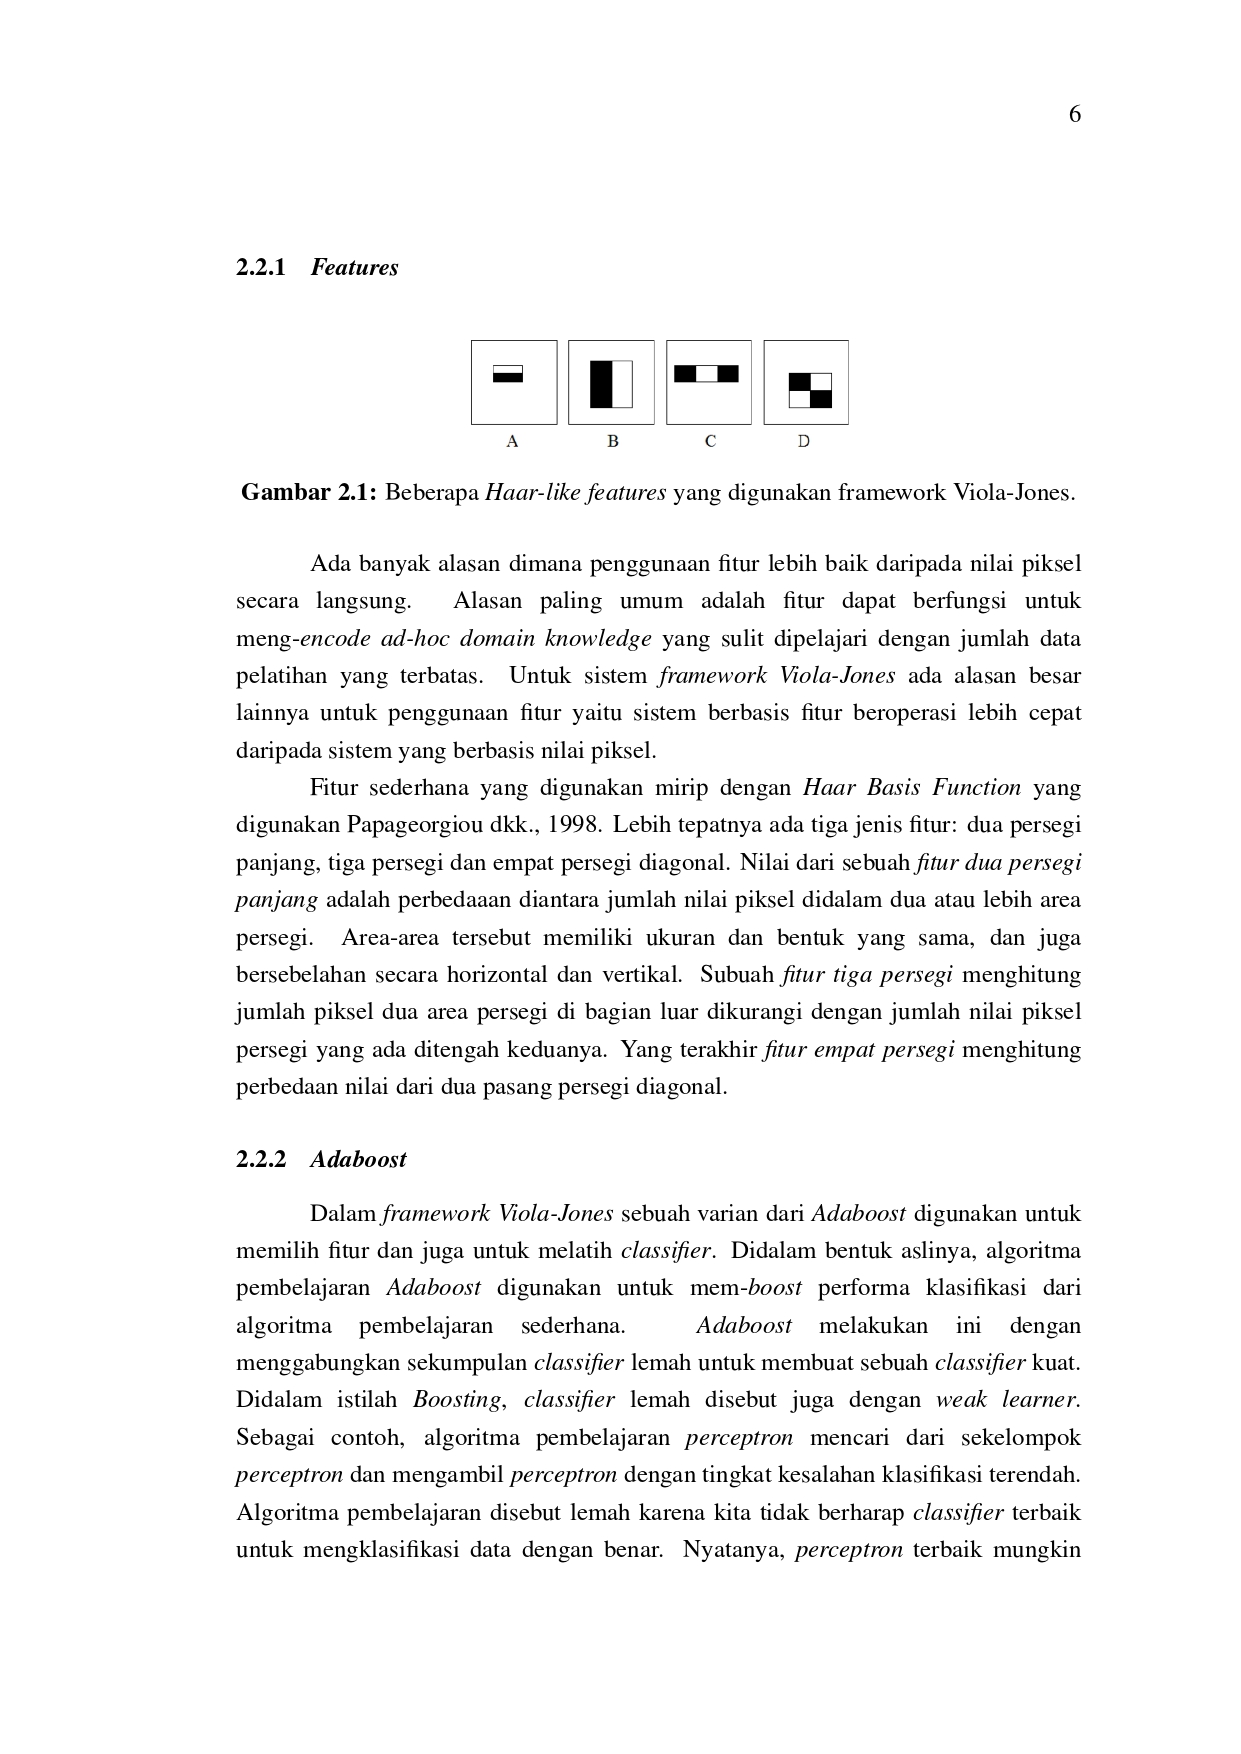 6
2.2.1 Features
A B C D
Gambar 2.1: Beberapa Haar-like features yang digunakan framework Viola-Jones.
Ada banyak alasan dimana penggunaan fitur lebih baik daripada nilai piksel
secara langsung. Alasan paling umum adalah fitur dapat berfungsi untuk
meng-encode ad-hoc domain knowledge yang sulit dipelajari dengan jumlah data
pelatihan yang terbatas. Untuk sistem framework Viola-Jones ada alasan besar
lainnya untuk penggunaan fitur yaitu sistem berbasis fitur beroperasi lebih cepat
daripada sistem yang berbasis nilai piksel.
Fitur sederhana yang digunakan mirip dengan Haar Basis Function yang
digunakan Papageorgiou dkk., 1998. Lebih tepatnya ada tiga jenis fitur: dua persegi
panjang, tiga persegi dan empat persegi diagonal. Nilai dari sebuah fitur dua persegi
panjang adalah perbedaaan diantara jumlah nilai piksel didalam dua atau lebih area
persegi. Area-area tersebut memiliki ukuran dan bentuk yang sama, dan juga
bersebelahan secara horizontal dan vertikal. Subuah fitur tiga persegi menghitung
jumlah piksel dua area persegi di bagian luar dikurangi dengan jumlah nilai piksel
persegi yang ada ditengah keduanya. Yang terakhir fitur empat persegi menghitung
perbedaan nilai dari dua pasang persegi diagonal.
2.2.2 Adaboost
Dalam framework Viola-Jones sebuah varian dari Adaboost digunakan untuk
memilih fitur dan juga untuk melatih classifier. Didalam bentuk aslinya, algoritma
pembelajaran Adaboost digunakan untuk mem-boost performa klasifikasi dari
algoritma pembelajaran sederhana. Adaboost melakukan ini dengan
menggabungkan sekumpulan classifier lemah untuk membuat sebuah classifier kuat.
Didalam istilah Boosting, classifier lemah disebut juga dengan weak learner.
Sebagai contoh, algoritma pembelajaran perceptron mencari dari sekelompok
perceptron dan mengambil perceptron dengan tingkat kesalahan klasifikasi terendah.
Algoritma pembelajaran disebut lemah karena kita tidak berharap classifier terbaik
untuk mengklasifikasi data dengan benar. Nyatanya, perceptron terbaik mungkin